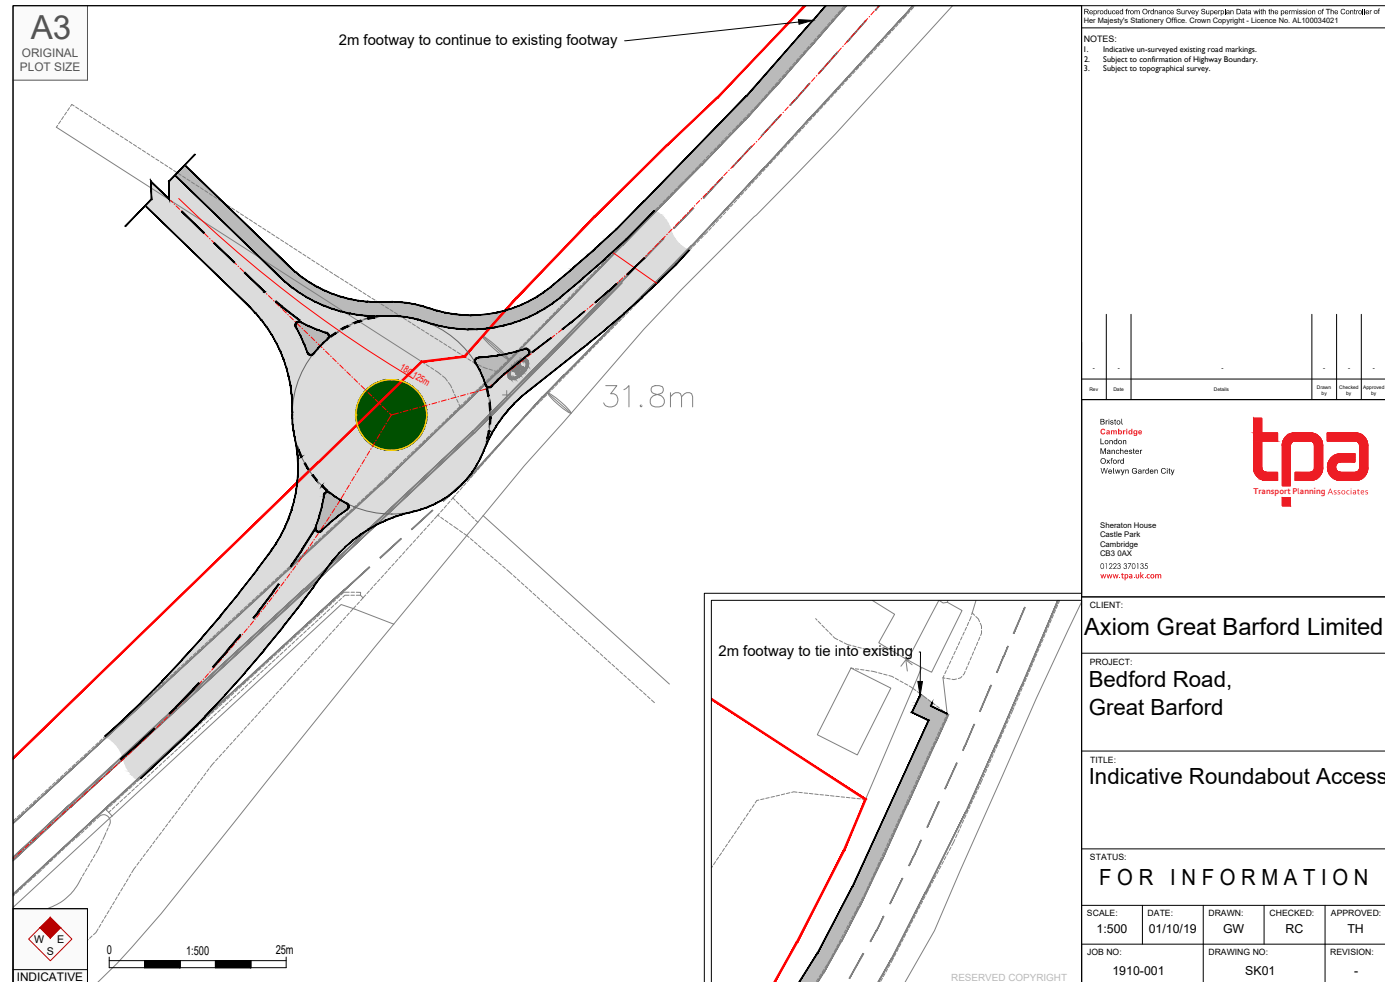 A3
ORIGINAL
PLOT SIZE
2m footway to continue to existing footway
31.8m
2m footway to tie into existing
W E
S
INDICATIVE
0 1:500 25m
RESERVED COPYRIGHT
Reproduced from Ordnance Survey Superplan Data with the permission of The Controller of
Her Majesty's Stationery Office. Crown Copyright - Licence No. AL100034021
NOTES:
1. Indicative un-surveyed existing road markings.
2. Subject to confirmation of Highway Boundary.
3. Subject to topographical survey.
- - - - - -
Rev Date Details Drawn by Checked by Approved by
Bristol
Cambridge
London
Manchester
Oxford
Welwyn Garden City
tpa
Transport Planning Associates
Sheraton House
Castle Park
Cambridge
CB3 0AX
01223 370135
www.tpa.uk.com
CLIENT:
Axiom Great Barford Limited
PROJECT:
Bedford Road,
Great Barford
TITLE:
Indicative Roundabout Access
STATUS:
FOR INFORMATION
SCALE: DATE: DRAWN: CHECKED: APPROVED:
1:500 01/10/19 GW RC TH
JOB NO: DRAWING NO: REVISION:
1910-001 SK01 -